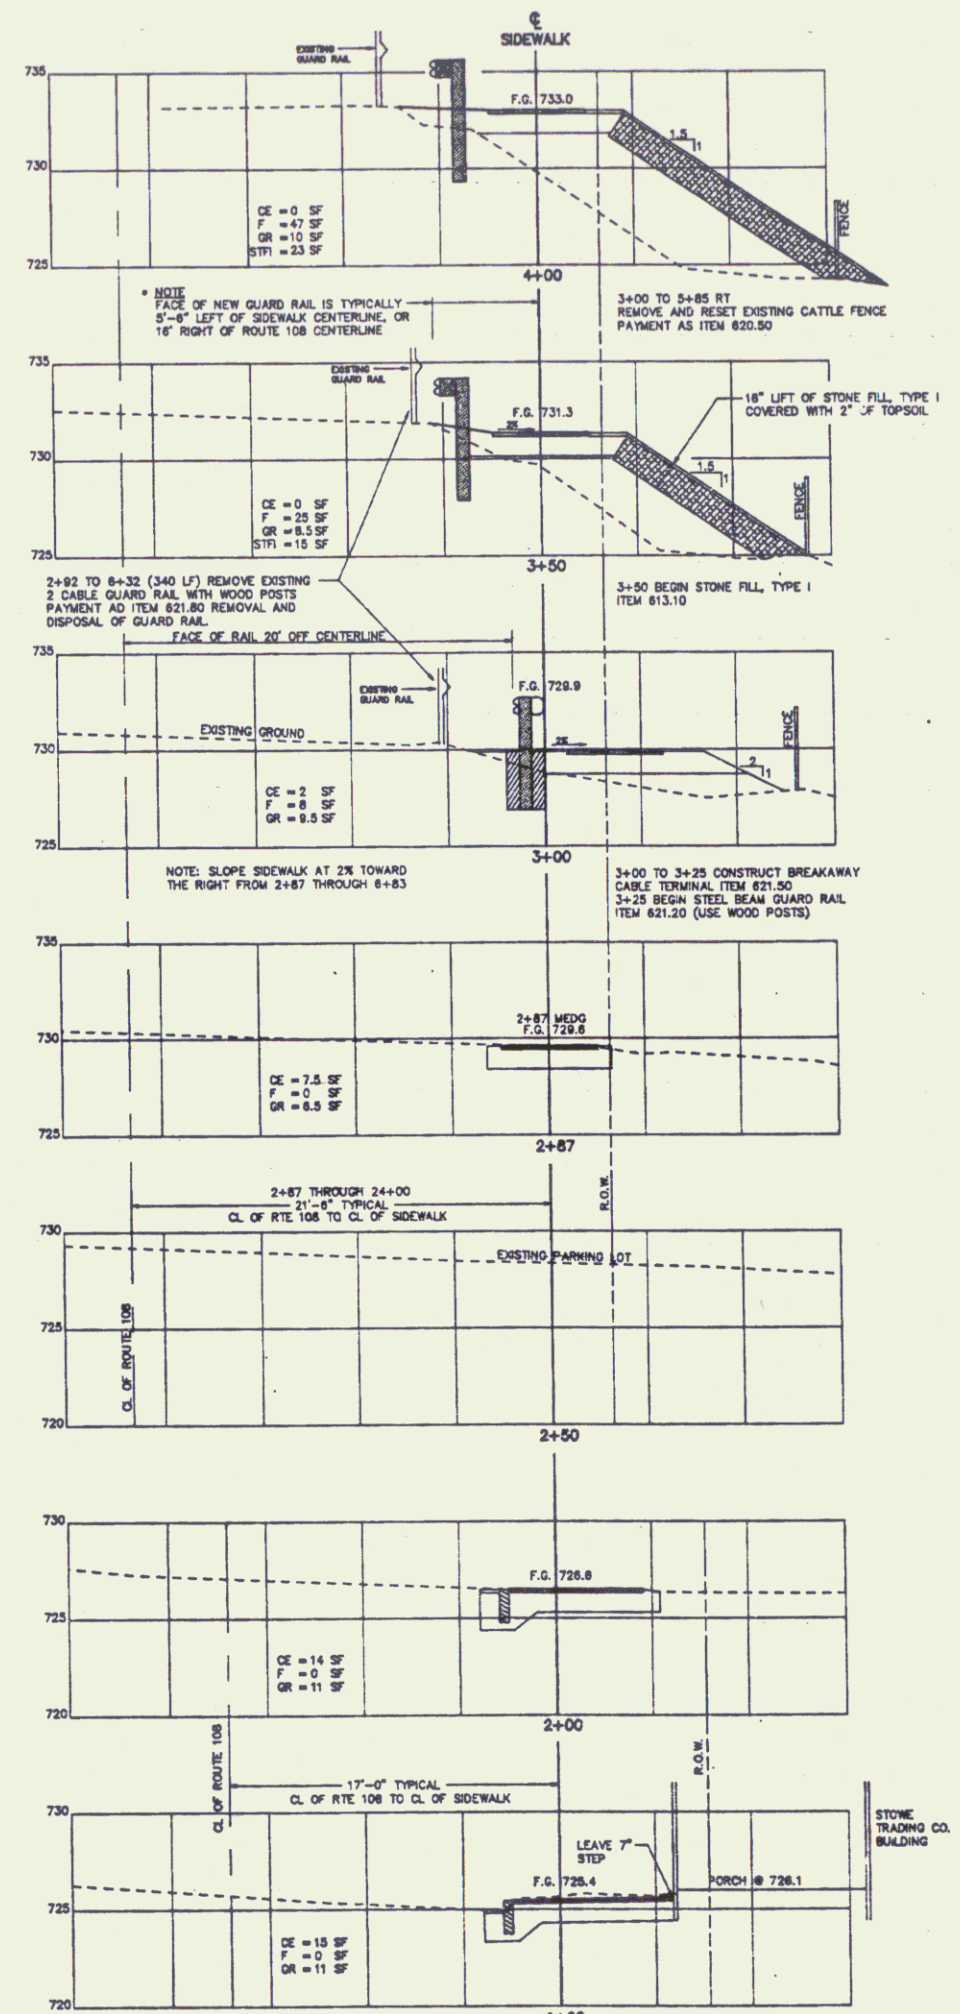 ℄
SIDEWALK
EXISTING
GUARD RAIL
735
F.G. 733.0
1.5
1
730
CE = 0 SF
F = 47 SF
GR = 10 SF
STFI = 23 SF
FENCE
725
4+00
* NOTE
FACE OF NEW GUARD RAIL IS TYPICALLY
5'-6" LEFT OF SIDEWALK CENTERLINE, OR
16' RIGHT OF ROUTE 108 CENTERLINE
3+00 TO 5+85 RT
REMOVE AND RESET EXISTING CATTLE FENCE
PAYMENT AS ITEM 620.50
735
EXISTING
GUARD RAIL
18" LIFT OF STONE FILL, TYPE I
COVERED WITH 2" OF TOPSOIL
F.G. 731.3
2%
730
1.5
1
FENCE
CE = 0 SF
F = 25 SF
GR = 8.5 SF
STFI = 15 SF
725
3+50
2+92 TO 6+32 (340 LF) REMOVE EXISTING
2 CABLE GUARD RAIL WITH WOOD POSTS
PAYMENT AD ITEM 621.80 REMOVAL AND
DISPOSAL OF GUARD RAIL
3+50 BEGIN STONE FILL, TYPE I
ITEM 613.10
FACE OF RAIL 20' OFF CENTERLINE
735
EXISTING
GUARD RAIL
F.G. 729.9
FENCE
EXISTING GROUND
2%
730
2
1
CE = 2 SF
F = 8 SF
GR = 9.5 SF
725
3+00
NOTE: SLOPE SIDEWALK AT 2% TOWARD
THE RIGHT FROM 2+87 THROUGH 6+83
3+00 TO 3+25 CONSTRUCT BREAKAWAY
CABLE TERMINAL ITEM 621.50
3+25 BEGIN STEEL BEAM GUARD RAIL
ITEM 621.20 (USE WOOD POSTS)
735
2+87 MEDG
F.G. 729.6
730
CE = 7.5 SF
F = 0 SF
GR = 6.5 SF
725
2+87
2+87 THROUGH 24+00
21'-6" TYPICAL
CL OF RTE 108 TO CL OF SIDEWALK
R.O.W.
730
EXISTING PARKING LOT
725
CL OF ROUTE 108
720
2+50
730
F.G. 726.6
725
CE = 14 SF
F = 0 SF
GR = 11 SF
720
2+00
CL OF ROUTE 108
R.O.W.
17'-0" TYPICAL
CL OF RTE 108 TO CL OF SIDEWALK
730
STOWE
TRADING CO.
BUILDING
LEAVE 7"
STEP
F.G. 725.4
PORCH @ 726.1
725
CE = 15 SF
F = 0 SF
GR = 11 SF
720